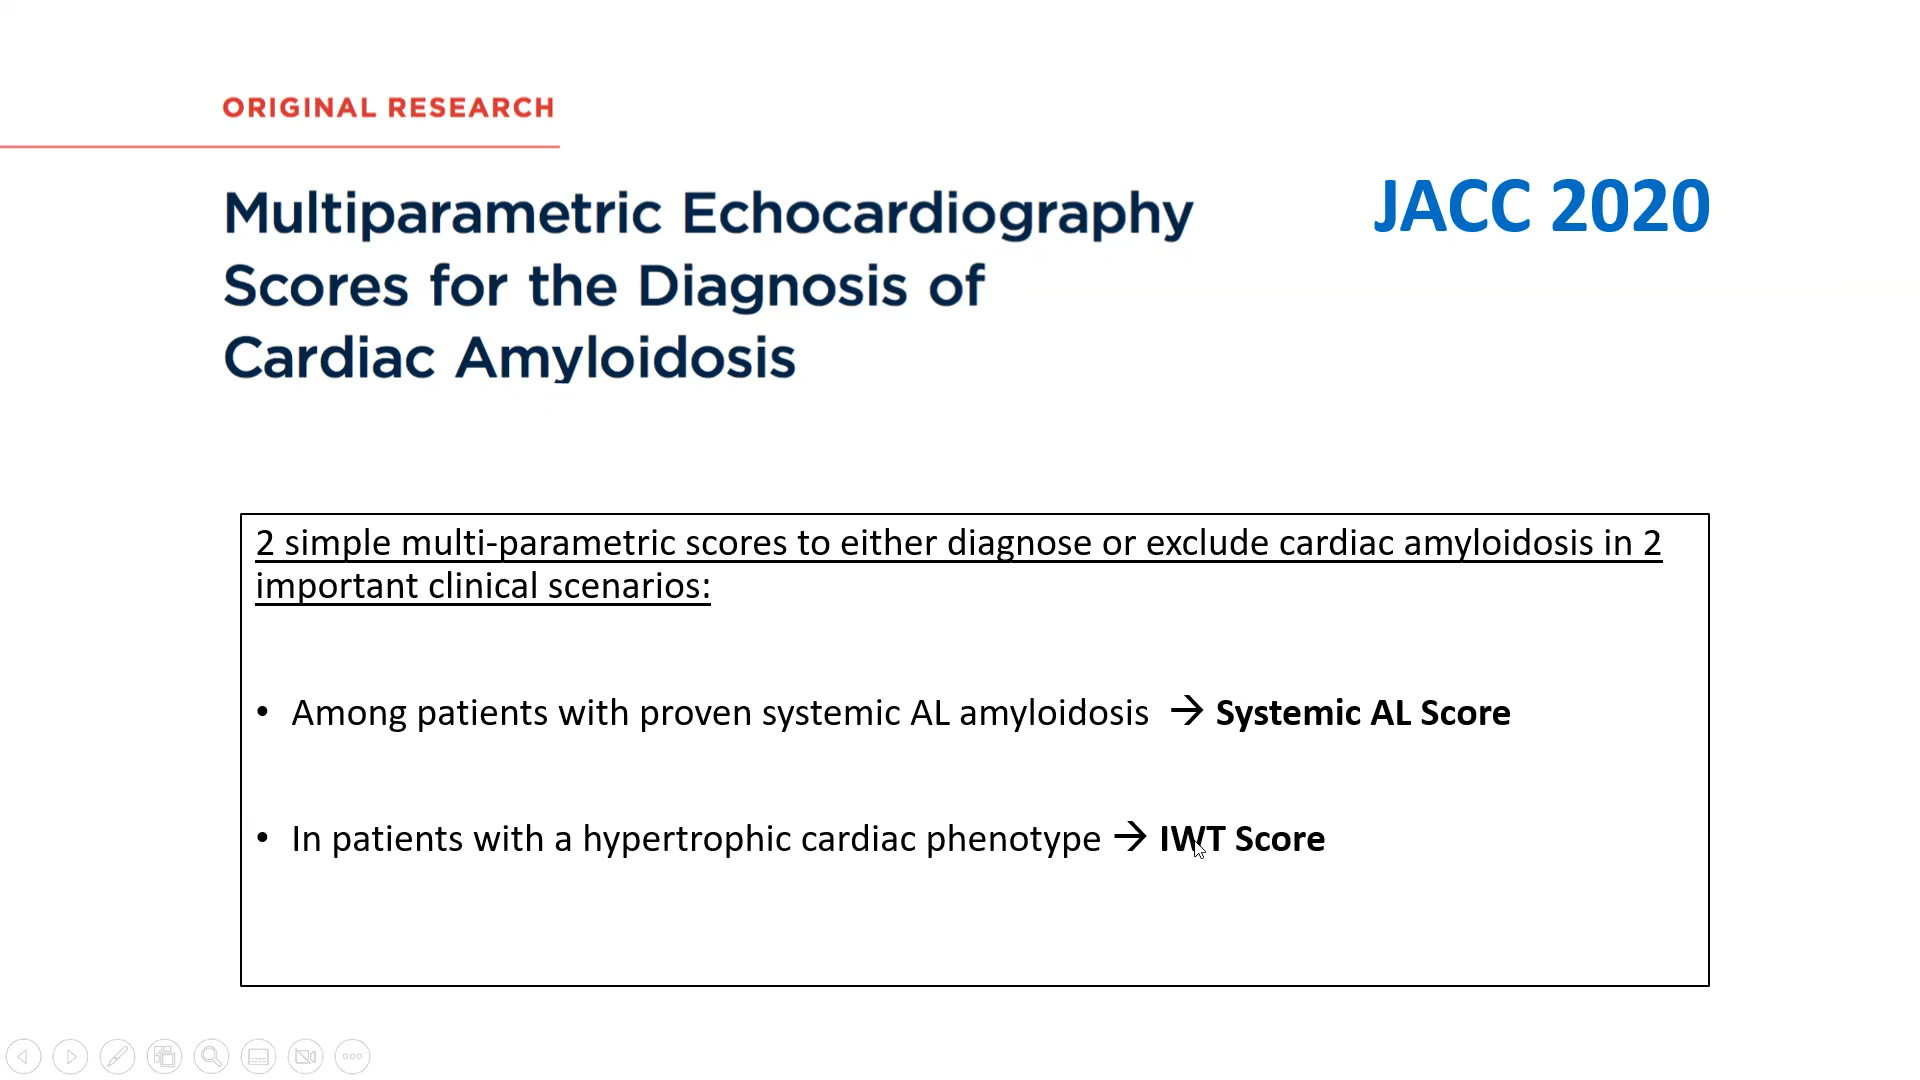 ORIGINAL RESEARCH
Multiparametric Echocardiography
Scores for the Diagnosis of
Cardiac Amyloidosis
JACC 2020
2 simple multi-parametric scores to either diagnose or exclude cardiac amyloidosis in 2
important clinical scenarios:
• Among patients with proven systemic AL amyloidosis → Systemic AL Score
• In patients with a hypertrophic cardiac phenotype → IWT Score